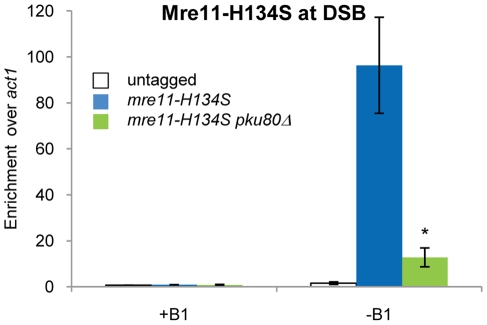 Mre11-H134S at DSB
120
100
80
60
40
20
0
Enrichment over act1
untagged
mre11-H134S
mre11-H134S pku80Δ
*
+B1
-B1